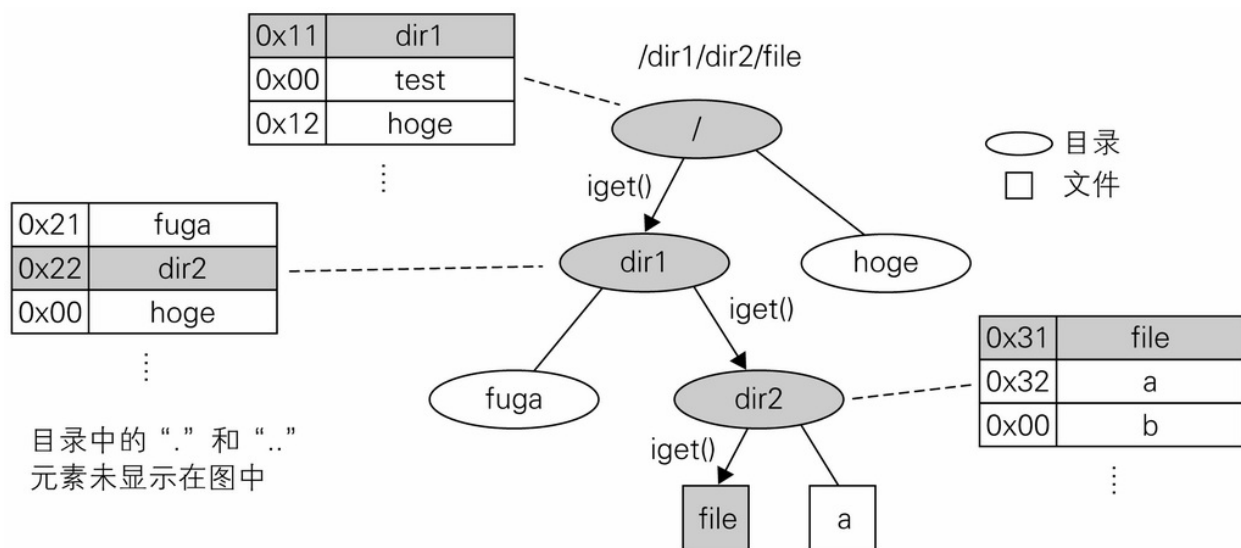 0x11 dir1
0x00 test
0x12 hoge
⋮
/dir1/dir2/file
/
目录
文件
iget()
0x21 fuga
0x22 dir2
0x00 hoge
⋮
dir1
hoge
iget()
0x31 file
0x32 a
0x00 b
⋮
fuga
dir2
目录中的“.”和“..”
元素未显示在图中
iget()
file
a